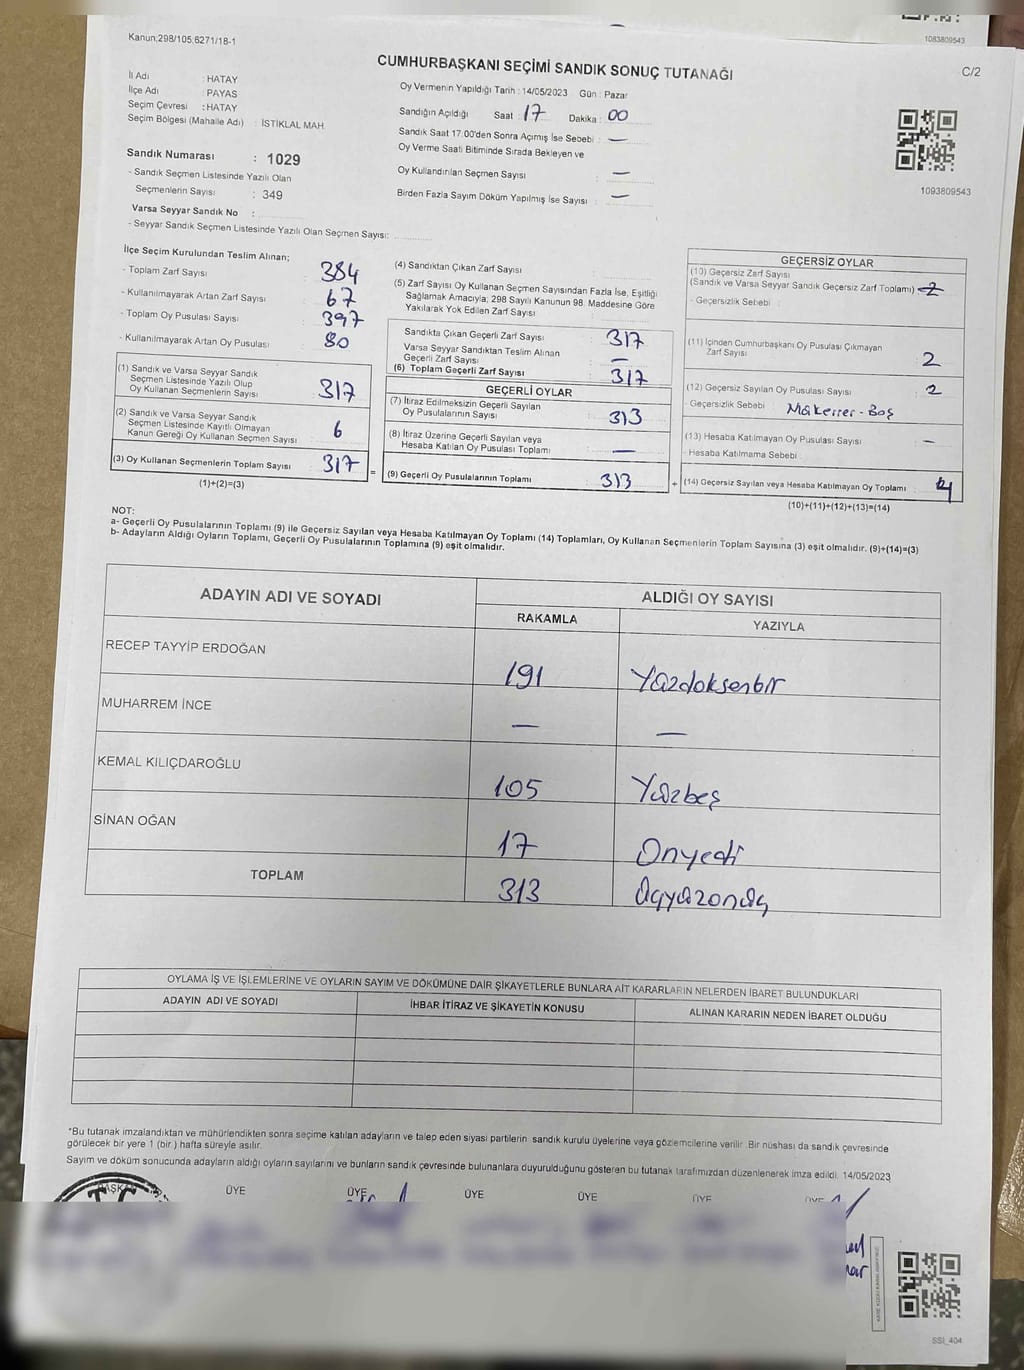 1083809543
Kanun;298/105;6271/18-1
CUMHURBAŞKANI SEÇİMİ SANDIK SONUÇ TUTANAĞI
C/2
İl Adı : HATAY
İlçe Adı : PAYAS
Seçim Çevresi : HATAY
Seçim Bölgesi (Mahalle Adı) : İSTİKLAL MAH.
Oy Vermenin Yapıldığı Tarih : 14/05/2023 Gün : Pazar
Sandığın Açıldığı Saat : 17 Dakika : 00
Sandık Saat 17:00'den Sonra Açımış İse Sebebi : —
Oy Verme Saati Bitiminde Sırada Bekleyen ve
Oy Kullandırılan Seçmen Sayısı : —
Birden Fazla Sayım Döküm Yapılmış İse Sayısı : —
1093809543
Sandık Numarası : 1029
- Sandık Seçmen Listesinde Yazılı Olan
Seçmenlerin Sayısı : 349
Varsa Seyyar Sandık No :
- Seyyar Sandık Seçmen Listesinde Yazılı Olan Seçmen Sayısı:
İlçe Seçim Kurulundan Teslim Alınan;
- Toplam Zarf Sayısı : 384
- Kullanılmayarak Artan Zarf Sayısı : 67
- Toplam Oy Pusulası Sayısı : 397
- Kullanılmayarak Artan Oy Pusulası : 80
(1) Sandık ve Varsa Seyyar Sandık
Seçmen Listesinde Yazılı Olup
Oy Kullanan Seçmenlerin Sayısı : 317
(2) Sandık ve Varsa Seyyar Sandık
Seçmen Listesinde Kayıtlı Olmayan
Kanun Gereği Oy Kullanan Seçmen Sayısı : 6
(3) Oy Kullanan Seçmenlerin Toplam Sayısı : 317
(1)+(2)=(3)
=
(4) Sandıktan Çıkan Zarf Sayısı :
(5) Zarf Sayısı Oy Kullanan Seçmen Sayısından Fazla İse, Eşitliği
Sağlamak Amacıyla; 298 Sayılı Kanunun 98. Maddesine Göre
Yakılarak Yok Edilen Zarf Sayısı :
Sandıkta Çıkan Geçerli Zarf Sayısı : 317
Varsa Seyyar Sandıktan Teslim Alınan
Geçerli Zarf Sayısı : —
(6) Toplam Geçerli Zarf Sayısı : 317
GEÇERLİ OYLAR
(7) İtiraz Edilmeksizin Geçerli Sayılan
Oy Pusulalarının Sayısı : 313
(8) İtiraz Üzerine Geçerli Sayılan veya
Hesaba Katılan Oy Pusulası Toplamı : —
(9) Geçerli Oy Pusulalarının Toplamı : 313
+
GEÇERSİZ OYLAR
(10) Geçersiz Zarf Sayısı
(Sandık ve Varsa Seyyar Sandık Geçersiz Zarf Toplamı) :
- Geçersizlik Sebebi :
(11) İçinden Cumhurbaşkanı Oy Pusulası Çıkmayan
Zarf Sayısı : 2
(12) Geçersiz Sayılan Oy Pusulası Sayısı : 2
- Geçersizlik Sebebi : Mükerrer - Boş
(13) Hesaba Katılmayan Oy Pusulası Sayısı : —
- Hesaba Katılmama Sebebi :
(14) Geçersiz Sayılan veya Hesaba Katılmayan Oy Toplamı : 4
(10)+(11)+(12)+(13)=(14)
NOT:
a- Geçerli Oy Pusulalarının Toplamı (9) ile Geçersiz Sayılan veya Hesaba Katılmayan Oy Toplamı (14) Toplamları, Oy Kullanan Seçmenlerin Toplam Sayısına (3) eşit olmalıdır. (9)+(14)=(3)
b- Adayların Aldığı Oyların Toplamı, Geçerli Oy Pusulalarının Toplamına (9) eşit olmalıdır.
ADAYIN ADI VE SOYADI
ALDIĞI OY SAYISI
RAKAMLA YAZIYLA
RECEP TAYYİP ERDOĞAN 191 Yüzdoksenbir
MUHARREM İNCE — —
KEMAL KILIÇDAROĞLU 105 Yüzbeş
SİNAN OĞAN 17 Onyedi
TOPLAM 313 Üçyüzonüç
OYLAMA İŞ VE İŞLEMLERİNE VE OYLARIN SAYIM VE DÖKÜMÜNE DAİR ŞİKAYETLERLE BUNLARA AİT KARARLARIN NELERDEN İBARET BULUNDUKLARI
ADAYIN ADI VE SOYADI İHBAR İTİRAZ VE ŞİKAYETİN KONUSU ALINAN KARARIN NEDEN İBARET OLDUĞU
*Bu tutanak imzalandıktan ve mühürlendikten sonra seçime katılan adayların ve talep eden siyasi partilerin sandık kurulu üyelerine veya gözlemcilerine verilir. Bir nüshası da sandık çevresinde
görülecek bir yere 1 (bir) hafta süreyle asılır.
Sayım ve döküm sonucunda adayların aldığı oyların sayılarını ve bunların sandık çevresinde bulunanlara duyurulduğunu gösteren bu tutanak tarafımızdan düzenlenerek imza edildi. 14/05/2023
BAŞKAN ÜYE ÜYE ÜYE ÜYE ÜYE ÜYE
SSI_404